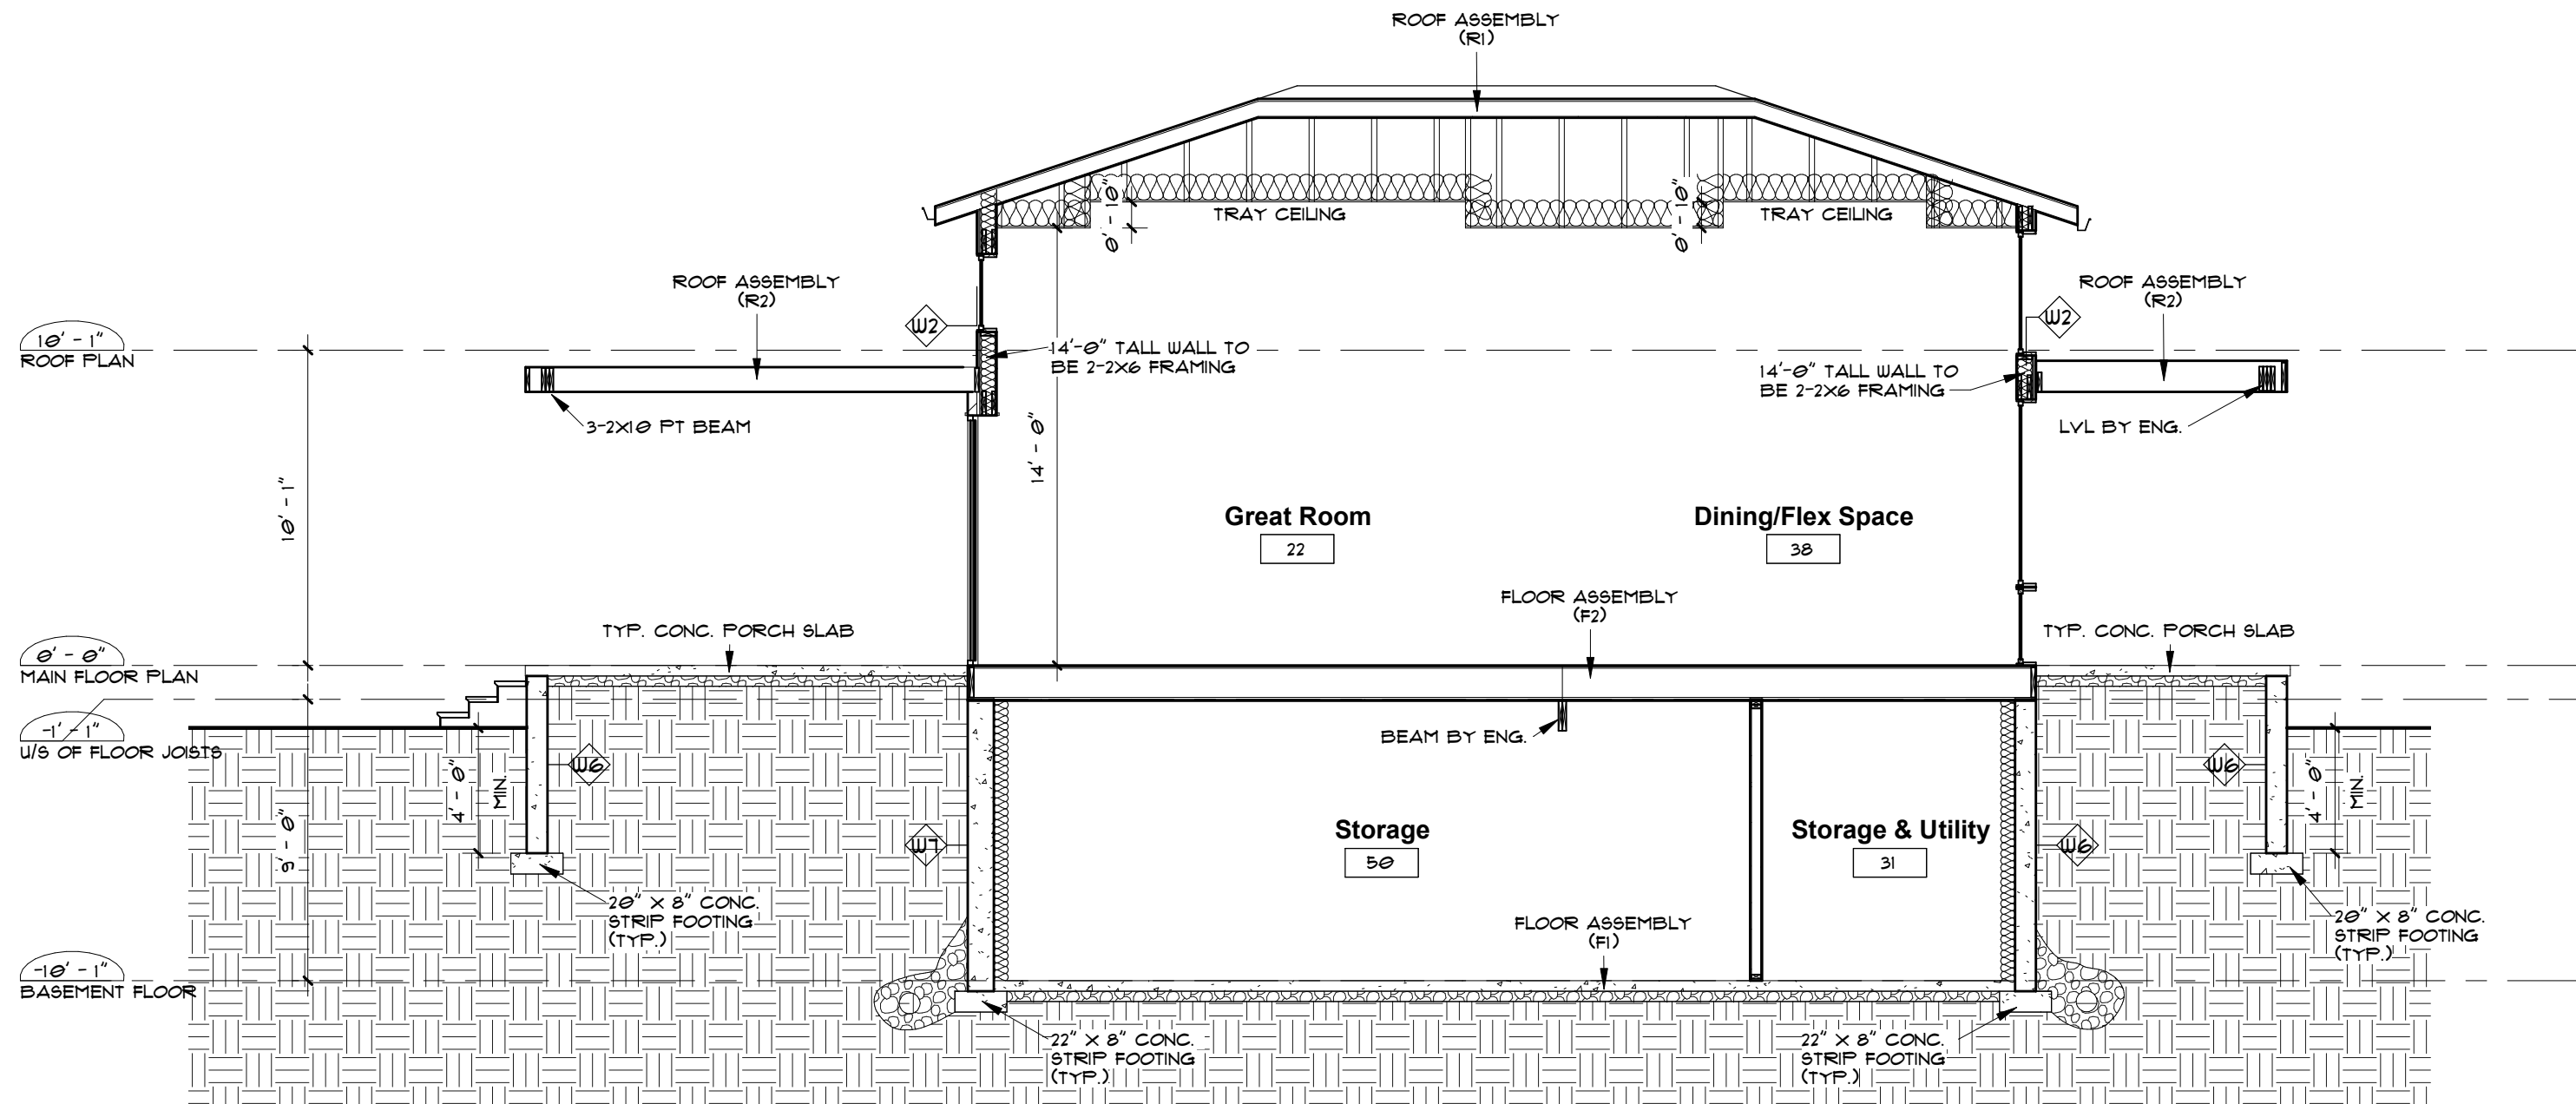 ROOF ASSEMBLY
(R1)
TRAY CEILING
TRAY CEILING
0' - 10"
0' - 10"
ROOF ASSEMBLY
(R2)
ROOF ASSEMBLY
(R2)
W2
W2
10' - 1"
ROOF PLAN
14'-0" TALL WALL TO
BE 2-2X6 FRAMING
14'-0" TALL WALL TO
BE 2-2X6 FRAMING
3-2X10 PT BEAM
LVL BY ENG.
14' - 0"
10' - 1"
Great Room
22
Dining/Flex Space
38
FLOOR ASSEMBLY
(F2)
TYP. CONC. PORCH SLAB
TYP. CONC. PORCH SLAB
0' - 0"
MAIN FLOOR PLAN
-1' - 1"
U/S OF FLOOR JOISTS
BEAM BY ENG.
W6
W6
4' - 0"
MIN.
4' - 0"
MIN.
9' - 0"
Storage
50
Storage & Utility
31
W7
W6
20" X 8" CONC.
STRIP FOOTING
(TYP.)
20" X 8" CONC.
STRIP FOOTING
(TYP.)
FLOOR ASSEMBLY
(F1)
-10' - 1"
BASEMENT FLOOR
22" X 8" CONC.
STRIP FOOTING
(TYP.)
22" X 8" CONC.
STRIP FOOTING
(TYP.)